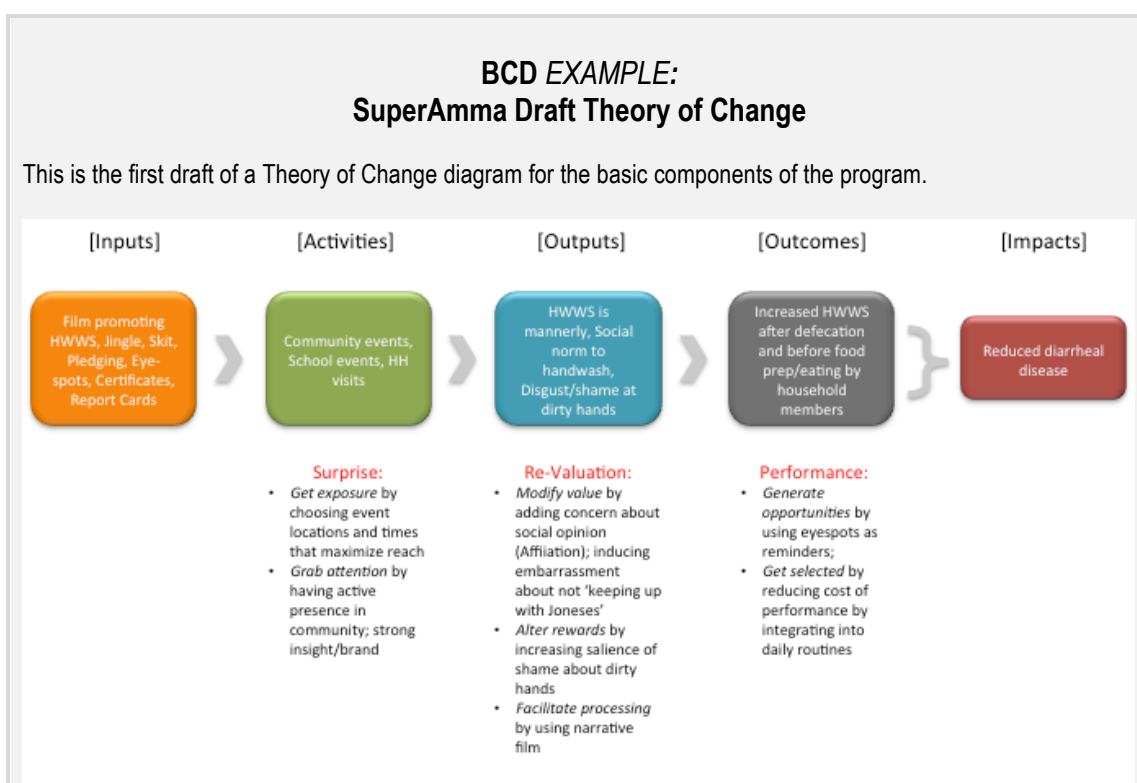 BCD EXAMPLE:
SuperAmma Draft Theory of Change
This is the first draft of a Theory of Change diagram for the basic components of the program.
[Inputs]
[Activities]
[Outputs]
[Outcomes]
[Impacts]
Film promoting
HWWS, Jingle, Skit,
Pledging, Eye-
spots, Certificates,
Report Cards
Community events,
School events, HH
visits
HWWS is
mannerly, Social
norm to
handwash,
Disgust/shame at
dirty hands
Increased HWWS
after defecation
and before food
prep/eating by
household
members
Reduced diarrheal
disease
Surprise:
• Get exposure by
choosing event
locations and times
that maximize reach
• Grab attention by
having active
presence in
community; strong
insight/brand
Re-Valuation:
• Modify value by
adding concern about
social opinion
(Affiiation); inducing
embarrassment
about not 'keeping up
with Joneses'
• Alter rewards by
increasing salience of
shame about dirty
hands
• Facilitate processing
by using narrative
film
Performance:
• Generate
opportunities by
using eyespots as
reminders;
• Get selected by
reducing cost of
performance by
integrating into
daily routines